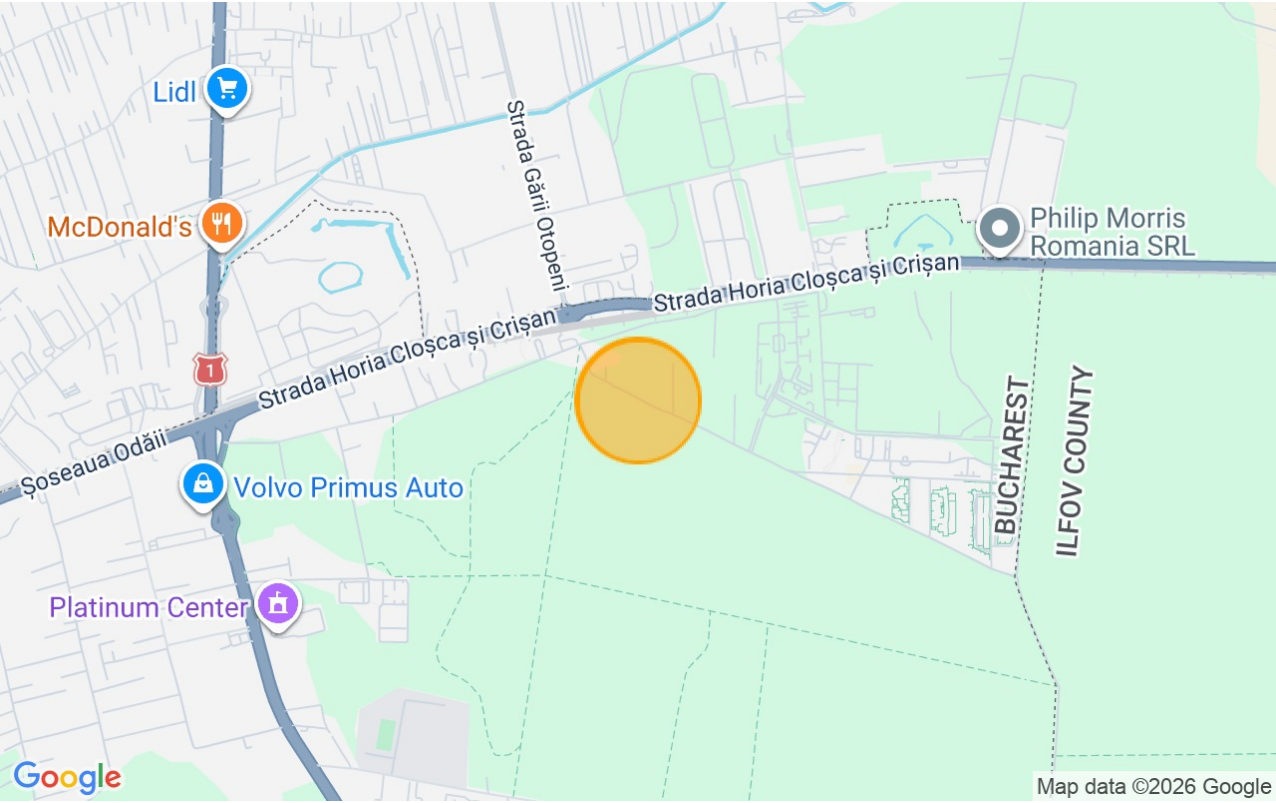 Lidl
Strada Gării Otopeni
McDonald's
Philip Morris
Romania SRL
Strada Horia Cloșca și Crișan
1
Strada Horia Cloșca și Crișan
Șoseaua Odăii
BUCHAREST
ILFOV COUNTY
Volvo Primus Auto
Platinum Center
Google
Map data ©2026 Google